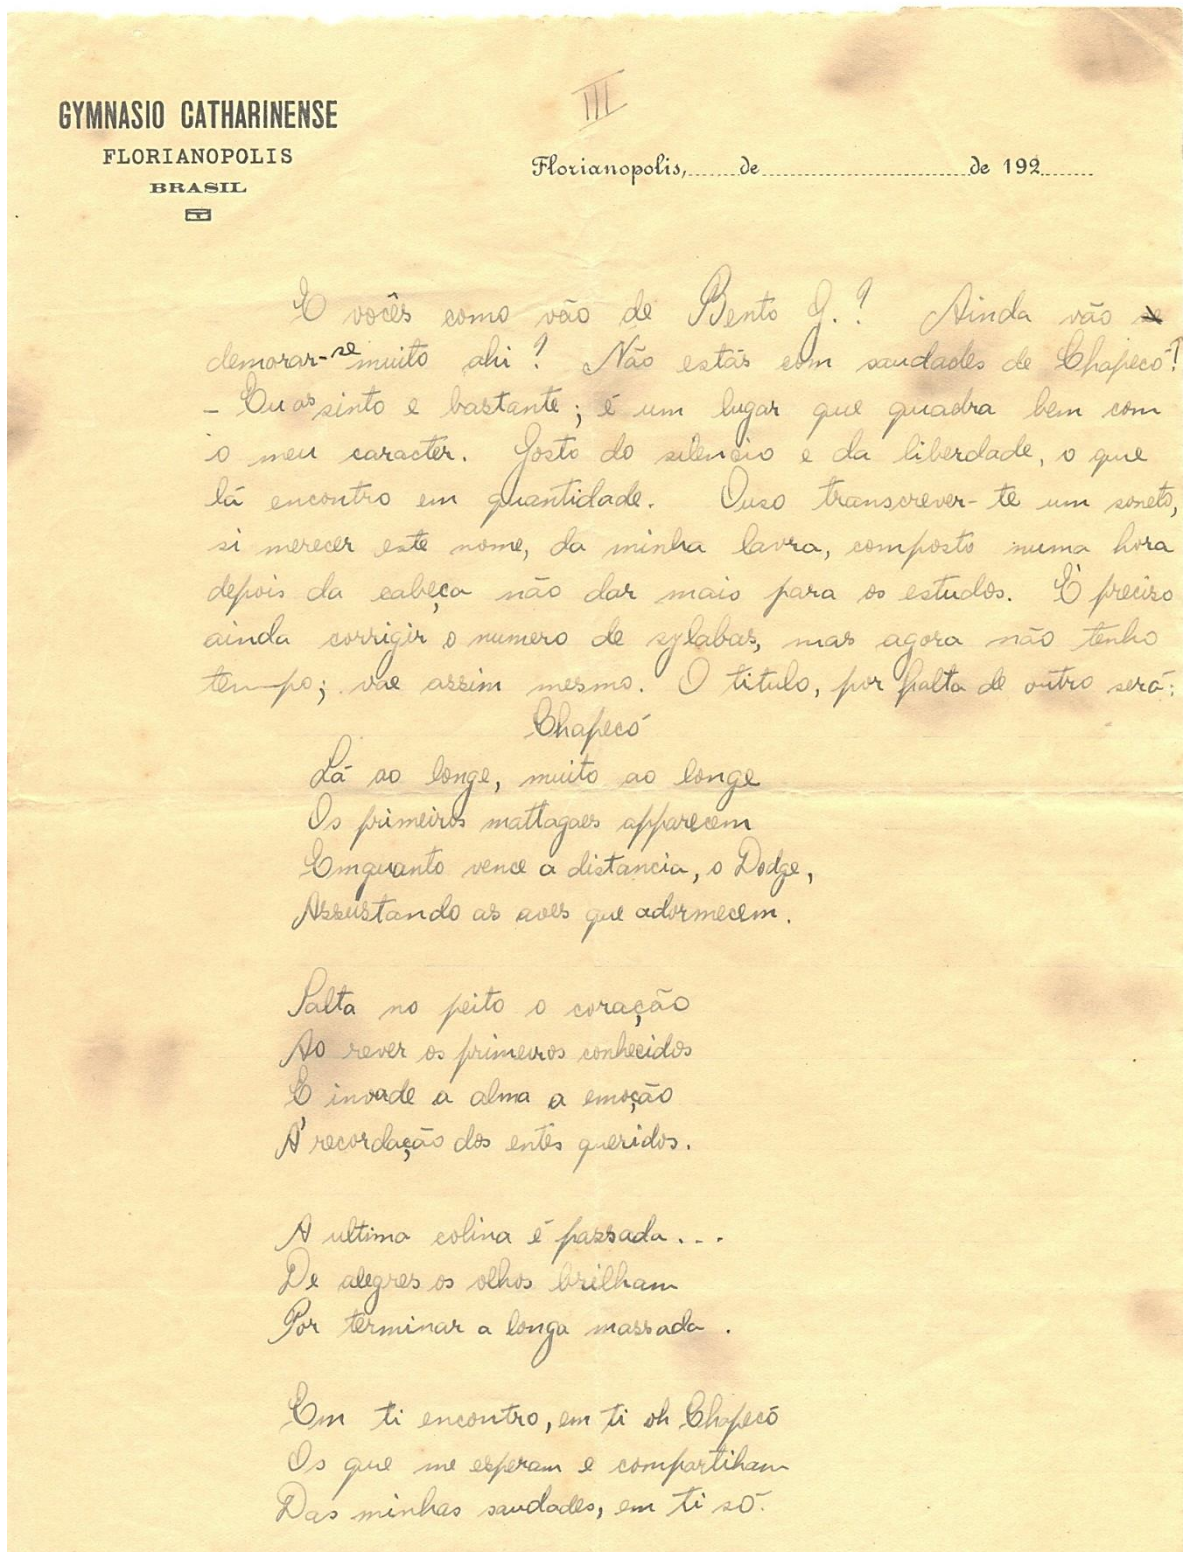 III
GYMNASIO CATHARINENSE
FLORIANOPOLIS
BRASIL
Florianopolis,......de..............................de 192.......
E vocês como vão de Bento G.? Ainda vão
demorar-se muito ahi? Não estás com saudades de Chapecó?
- Eu as sinto e bastante; é um lugar que quadra bem com
o meu caracter. Gosto do silencio e da liberdade, o que
lá encontro em quantidade. Ouso transcrever-te um soneto,
si merecer este nome, da minha lavra, composto numa hora
depois da cabeça não dar mais para os estudos. É preciso
ainda corrigir o numero de sylabas, mas agora não tenho
tempo; vae assim mesmo. O titulo, por falta de outro será:
Chapecó
Lá ao longe, muito ao longe
Os primeiros mattagaes apparecem
Emquanto vence a distancia, o Dodge,
Assustando as aves que adormecem.
Salta no peito o coração
Ao rever os primeiros conhecidos
E invade a alma a emoção
Á recordação dos entes queridos.
A ultima colina é passada...
De alegres os olhos brilham
Por terminar a longa massada.
Em ti encontro, em ti oh Chapecó
Os que me esperam e compartilham
Das minhas saudades, em ti só.